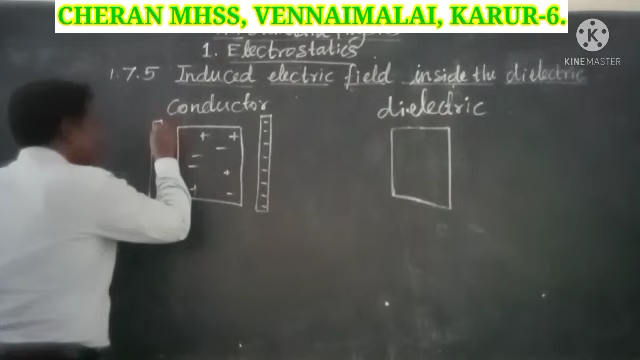 CHERAN MHSS, VENNAIMALAI, KARUR-6.
1. Electrostatics
KINEMASTER
1.7.5 Induced electric field inside the dielectric
Conductor
dielectric